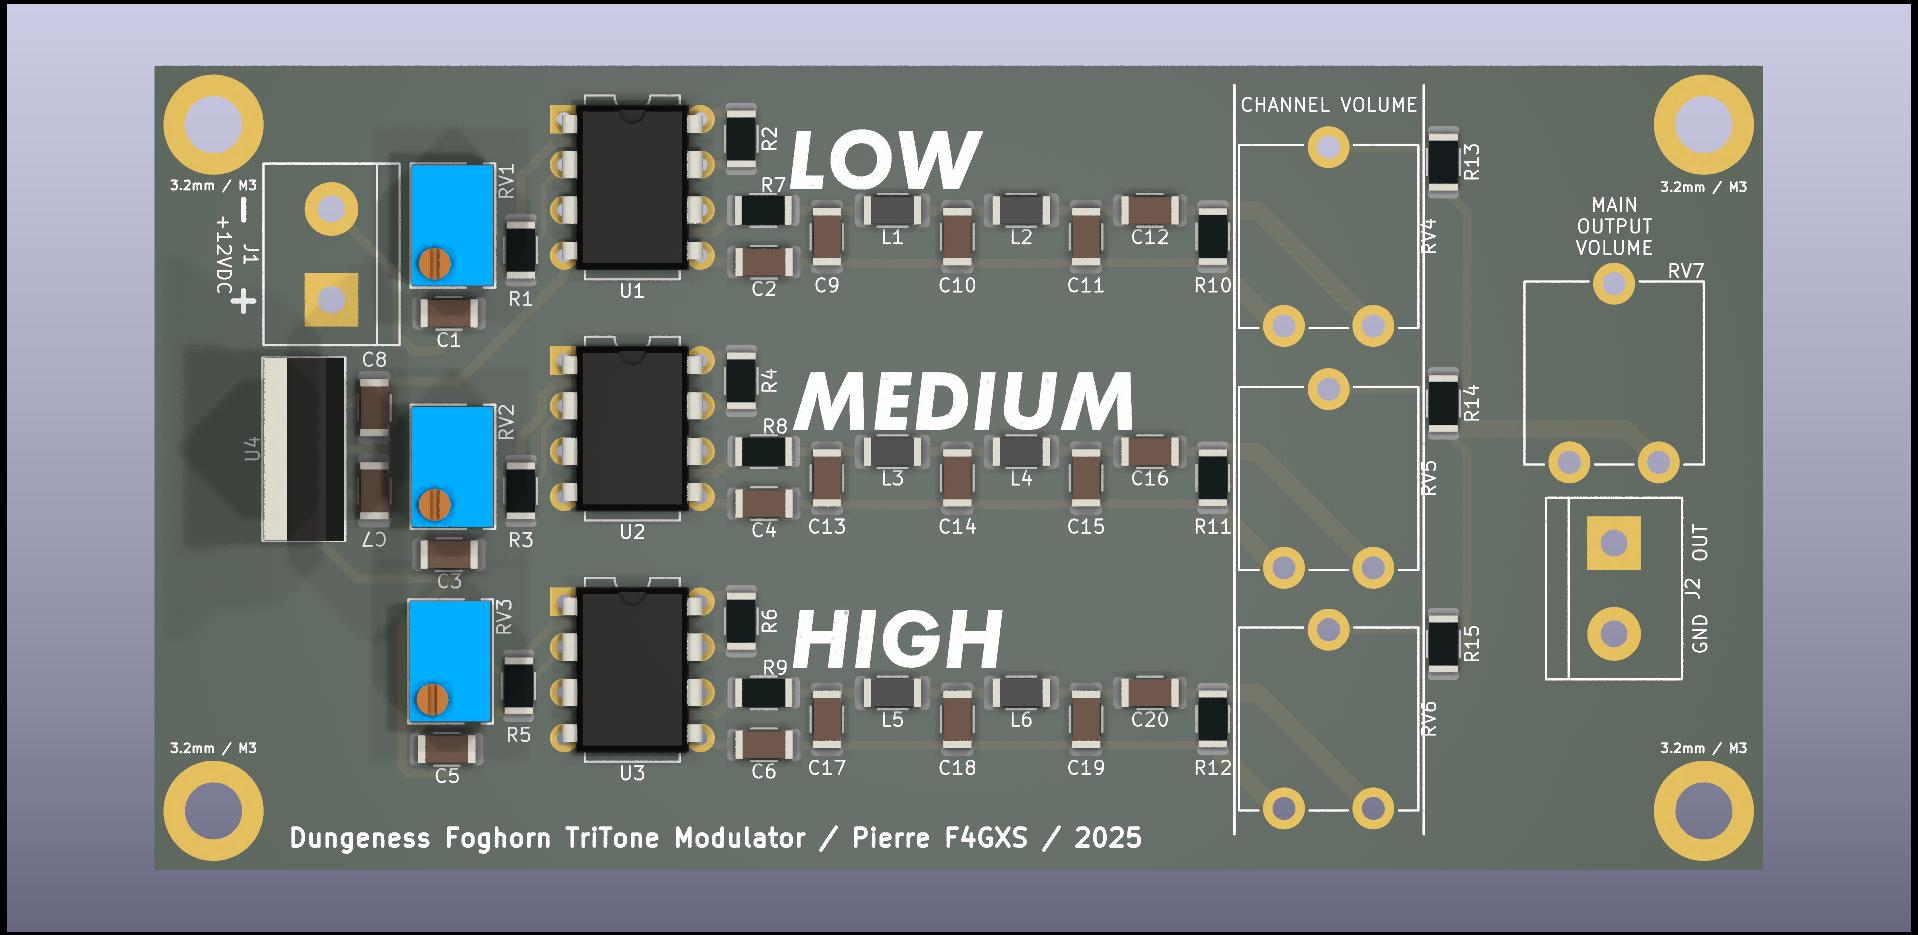 CHANNEL VOLUME
LOW
R2
R7
RV1
R1
C1
U1
C2
C9
L1
C10
L2
C11
C12
R10
RV4
R13
3.2mm / M3
3.2mm / M3
- +
+12VDC
J1
MAIN
OUTPUT
VOLUME
RV7
C8
U4
C7
RV2
R3
C3
U2
R4
MEDIUM
R8
C4
C13
L3
C14
L4
C15
C16
R11
RV5
R14
OUT
J2
GND
RV3
R5
C5
U3
R6
HIGH
R9
C6
C17
L5
C18
L6
C19
C20
R12
RV6
R15
3.2mm / M3
3.2mm / M3
Dungeness Foghorn TriTone Modulator / Pierre F4GXS / 2025